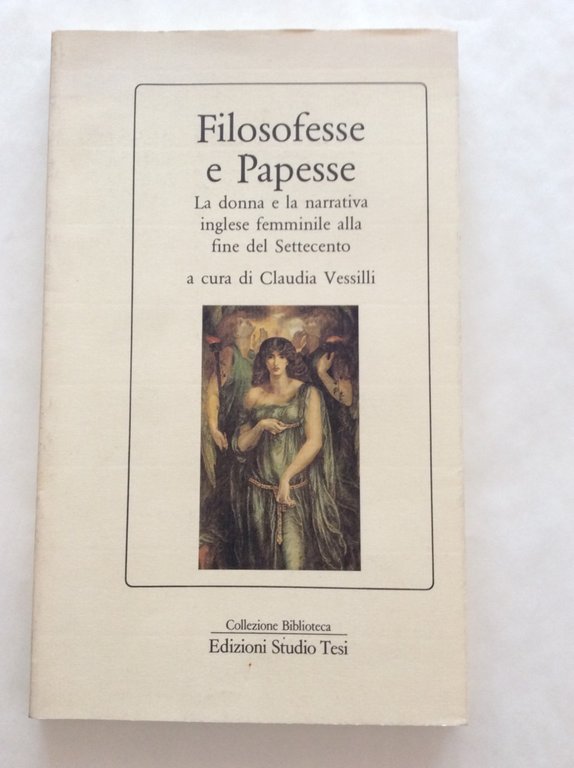 Filosofesse
e Papesse
La donna e la narrativa
inglese femminile alla
fine del Settecento
a cura di Claudia Vessilli
Collezione Biblioteca
Edizioni Studio Tesi